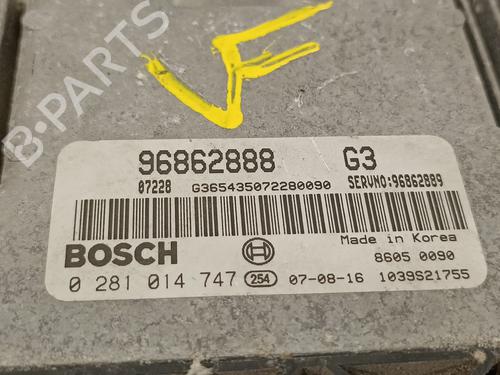 B-PARTS
VF
96862888 G3
07228 G365435072280090 SERVNO:96862889
BOSCH
Made in Korea
8605 0090
0 281 014 747 254 07-08-16 1039S21755